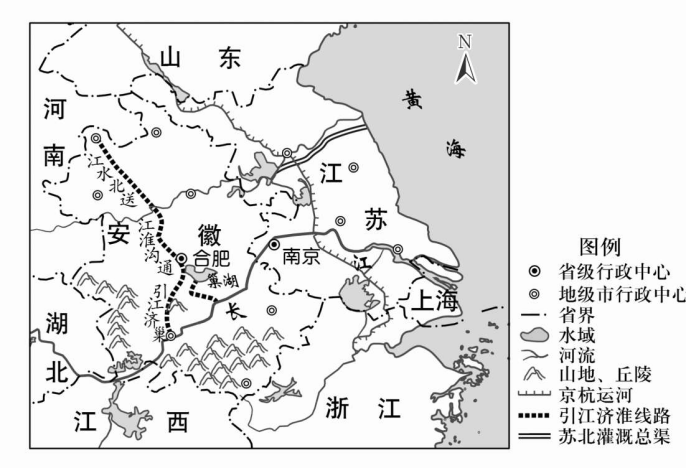 N
山东
黄海
河南
江水北送
江苏
安徽
江淮沟通
合肥
巢湖
南京
长江
引江济巢
上海
湖北
江西
浙江
图例
省级行政中心
地级市行政中心
省界
水域
河流
山地、丘陵
京杭运河
引江济淮线路
苏北灌溉总渠